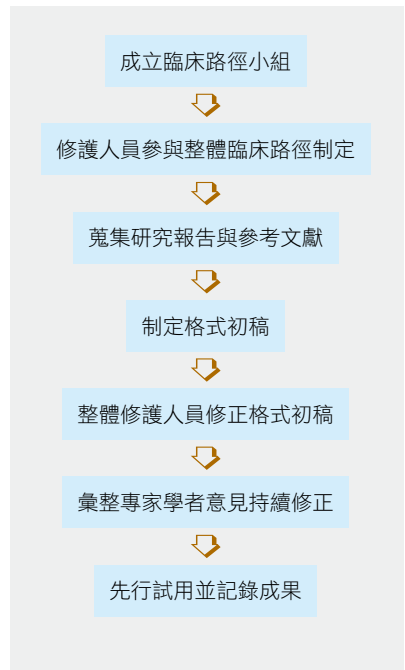 成立臨床路徑小組
修護人員參與整體臨床路徑制定
蒐集研究報告與參考文獻
制定格式初稿
整體修護人員修正格式初稿
彙整專家學者意見持續修正
先行試用並記錄成果